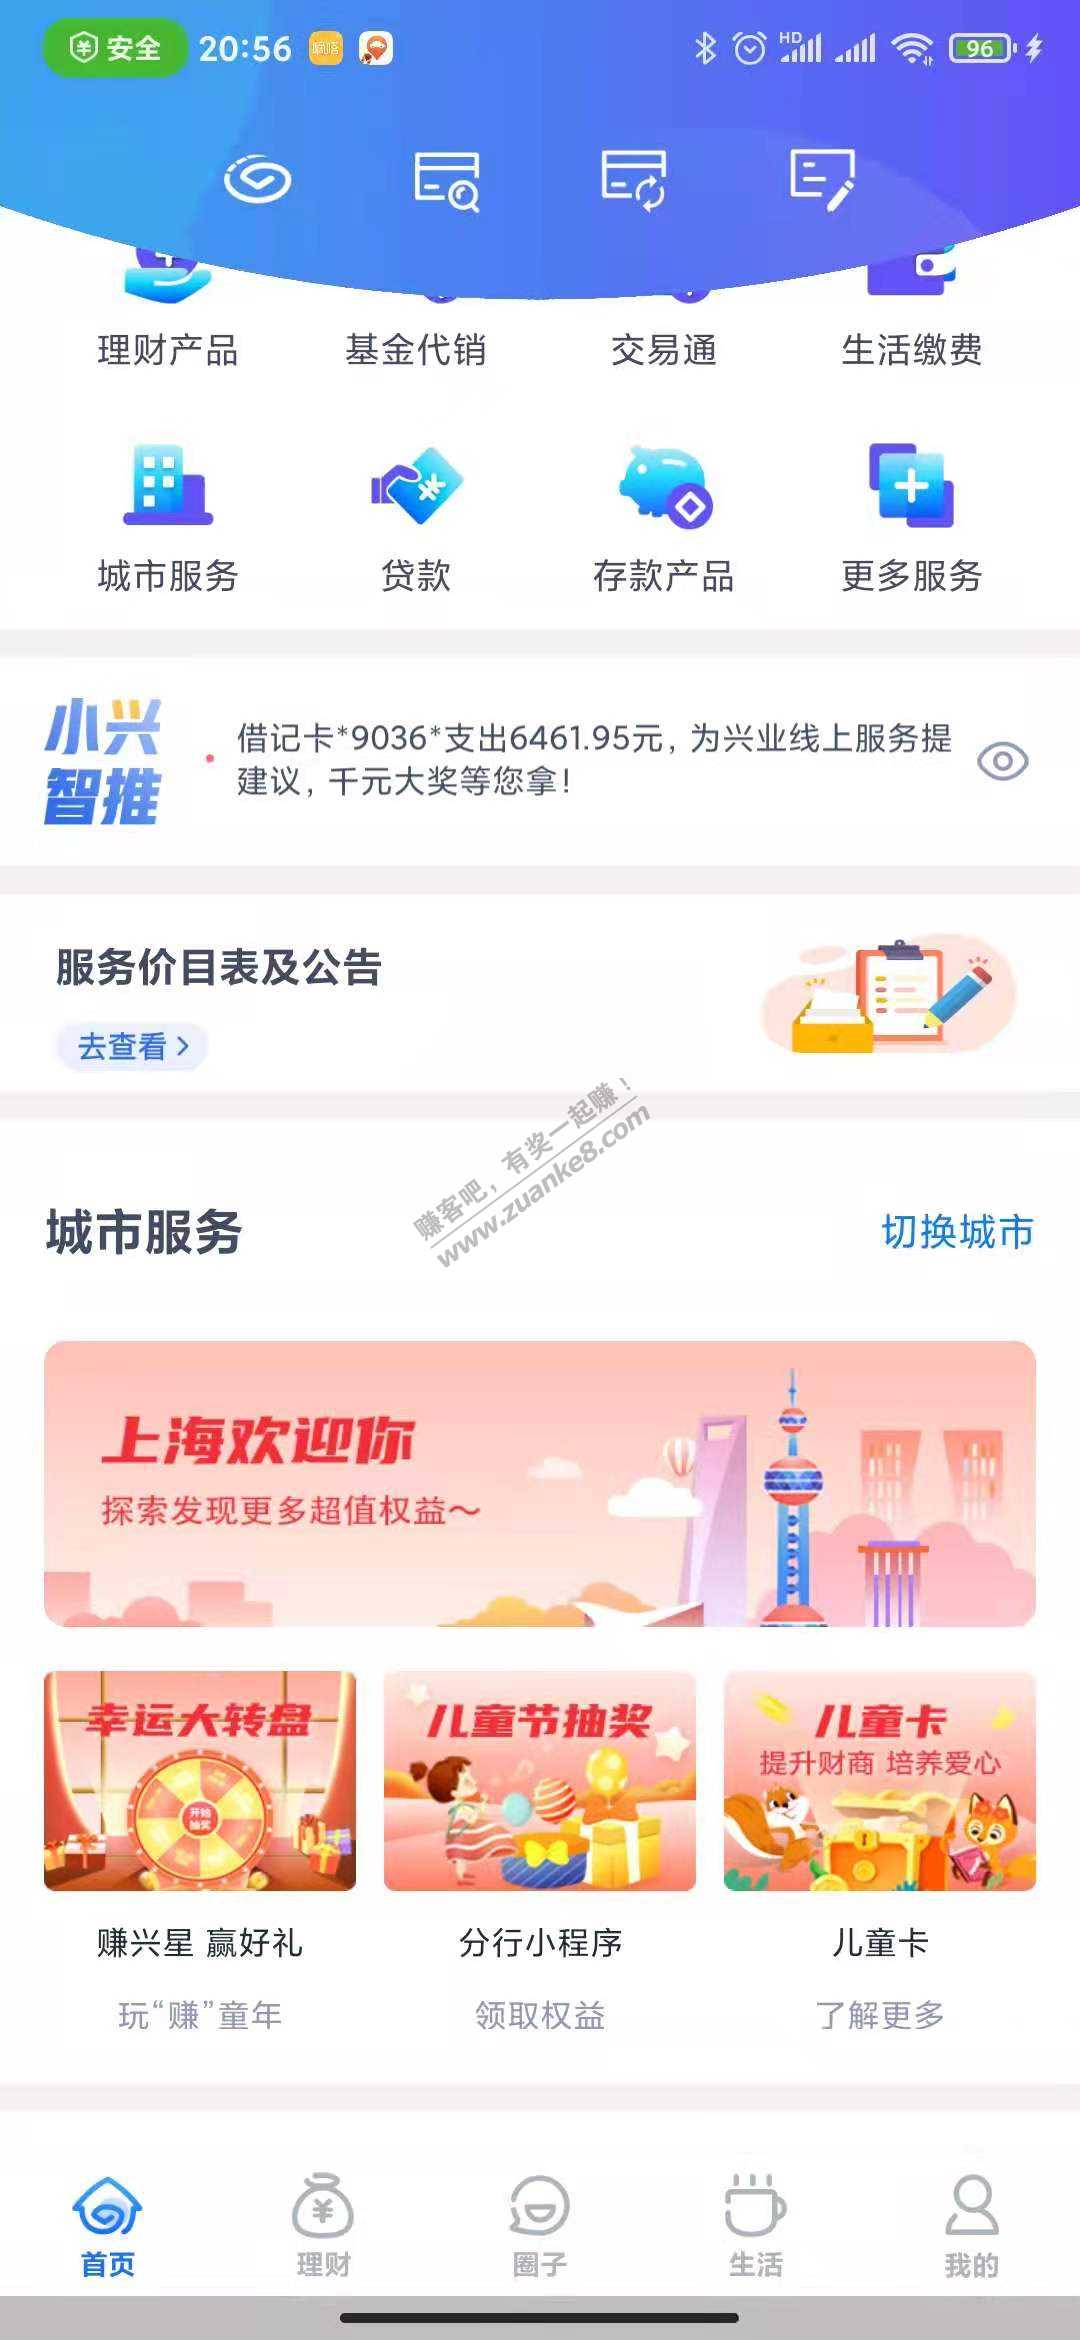 安全 20:56 嘀嗒 HD 96
理财产品 基金代销 交易通 生活缴费
城市服务 贷款 存款产品 更多服务
小兴
智推
借记卡*9036*支出6461.95元，为兴业线上服务提
建议，千元大奖等您拿！
服务价目表及公告
去查看 >
赚客吧，有奖一起赚！
www.zuanke8.com
城市服务 切换城市
上海欢迎你
探索发现更多超值权益～
幸运大转盘
开始
抽奖
儿童节抽奖
儿童卡
提升财商 培养爱心
赚兴星 赢好礼 分行小程序 儿童卡
玩“赚”童年 领取权益 了解更多
首页 理财 圈子 生活 我的